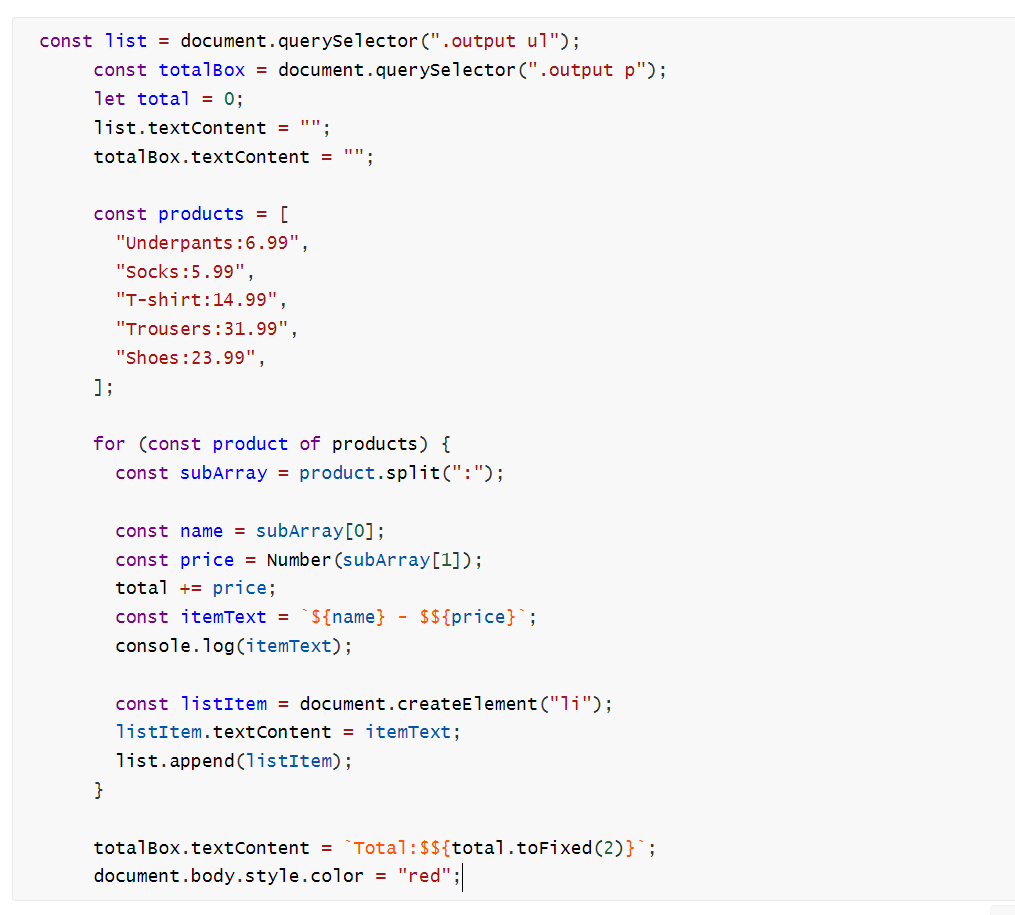 const list = document.querySelector(".output ul");
const totalBox = document.querySelector(".output p");
let total = 0;
list.textContent = "";
totalBox.textContent = "";
const products = [
"Underpants:6.99",
"Socks:5.99",
"T-shirt:14.99",
"Trousers:31.99",
"Shoes:23.99",
];
for (const product of products) {
const subArray = product.split(":");
const name = subArray[0];
const price = Number(subArray[1]);
total += price;
const itemText = `${name} - $${price}`;
console.log(itemText);
const listItem = document.createElement("li");
listItem.textContent = itemText;
list.append(listItem);
}
totalBox.textContent = `Total:$${total.toFixed(2)}`;
document.body.style.color = "red";